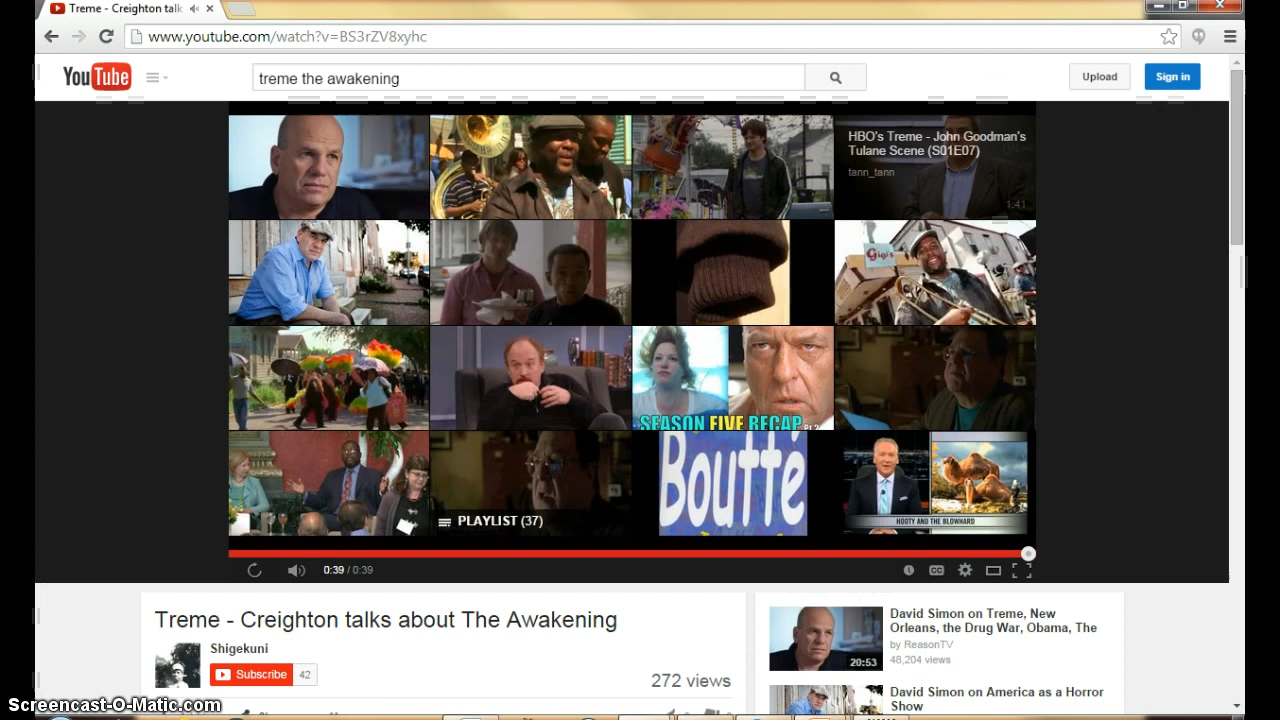 Treme - Creighton talk
www.youtube.com/watch?v=BS3rZV8xyhc
YouTube
treme the awakening
Upload
Sign in
HBO's Treme - John Goodman's
Tulane Scene (S01E07)
tann_tann
1:41
gigi's
SEASON FIVE RECAP
PT 2
PLAYLIST (37)
Boutté
HOOTY AND THE BLOWHARD
0:39 / 0:39
CC
Treme - Creighton talks about The Awakening
Shigekuni
Subscribe 42
272 views
David Simon on Treme, New
Orleans, the Drug War, Obama, The
by ReasonTV
48,204 views
20:53
David Simon on America as a Horror
Show
Screencast-O-Matic.com